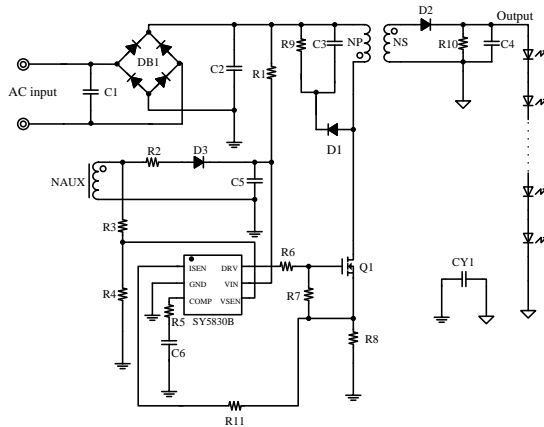 D2
Output
R9
C3
NP
NS
R10
C4
DB1
C2
R1
AC input
C1
D1
R2
D3
NAUX
C5
R3
R6
Q1
CY1
ISEN
DRV
GND
VIN
COMP
VSEN
R4
R5
SY5830B
R7
R8
C6
R11